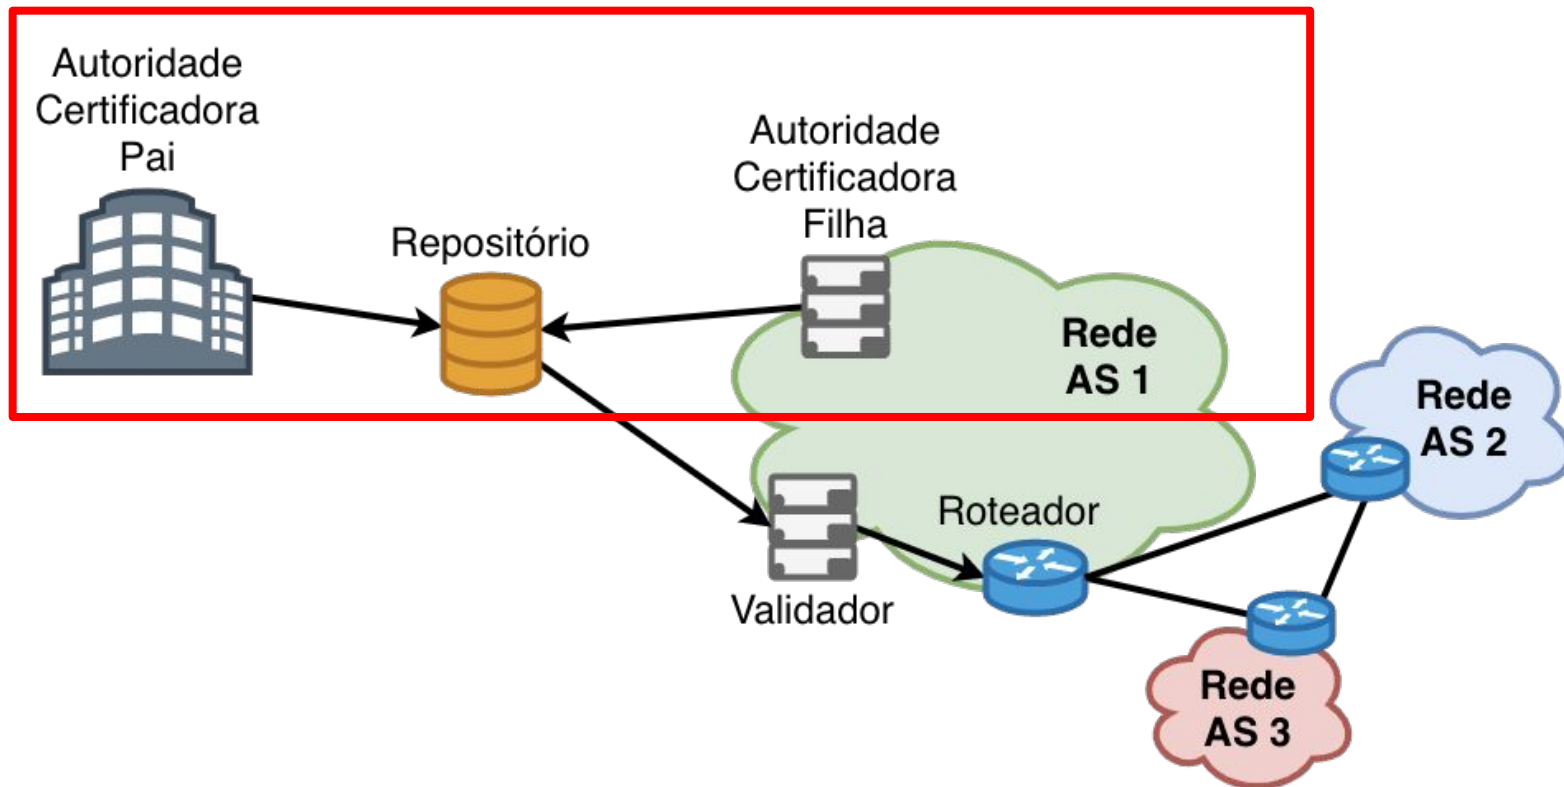 Autoridade
Certificadora
Pai
Repositório
Autoridade
Certificadora
Filha
Rede
AS 1
Rede
AS 2
Roteador
Validador
Rede
AS 3